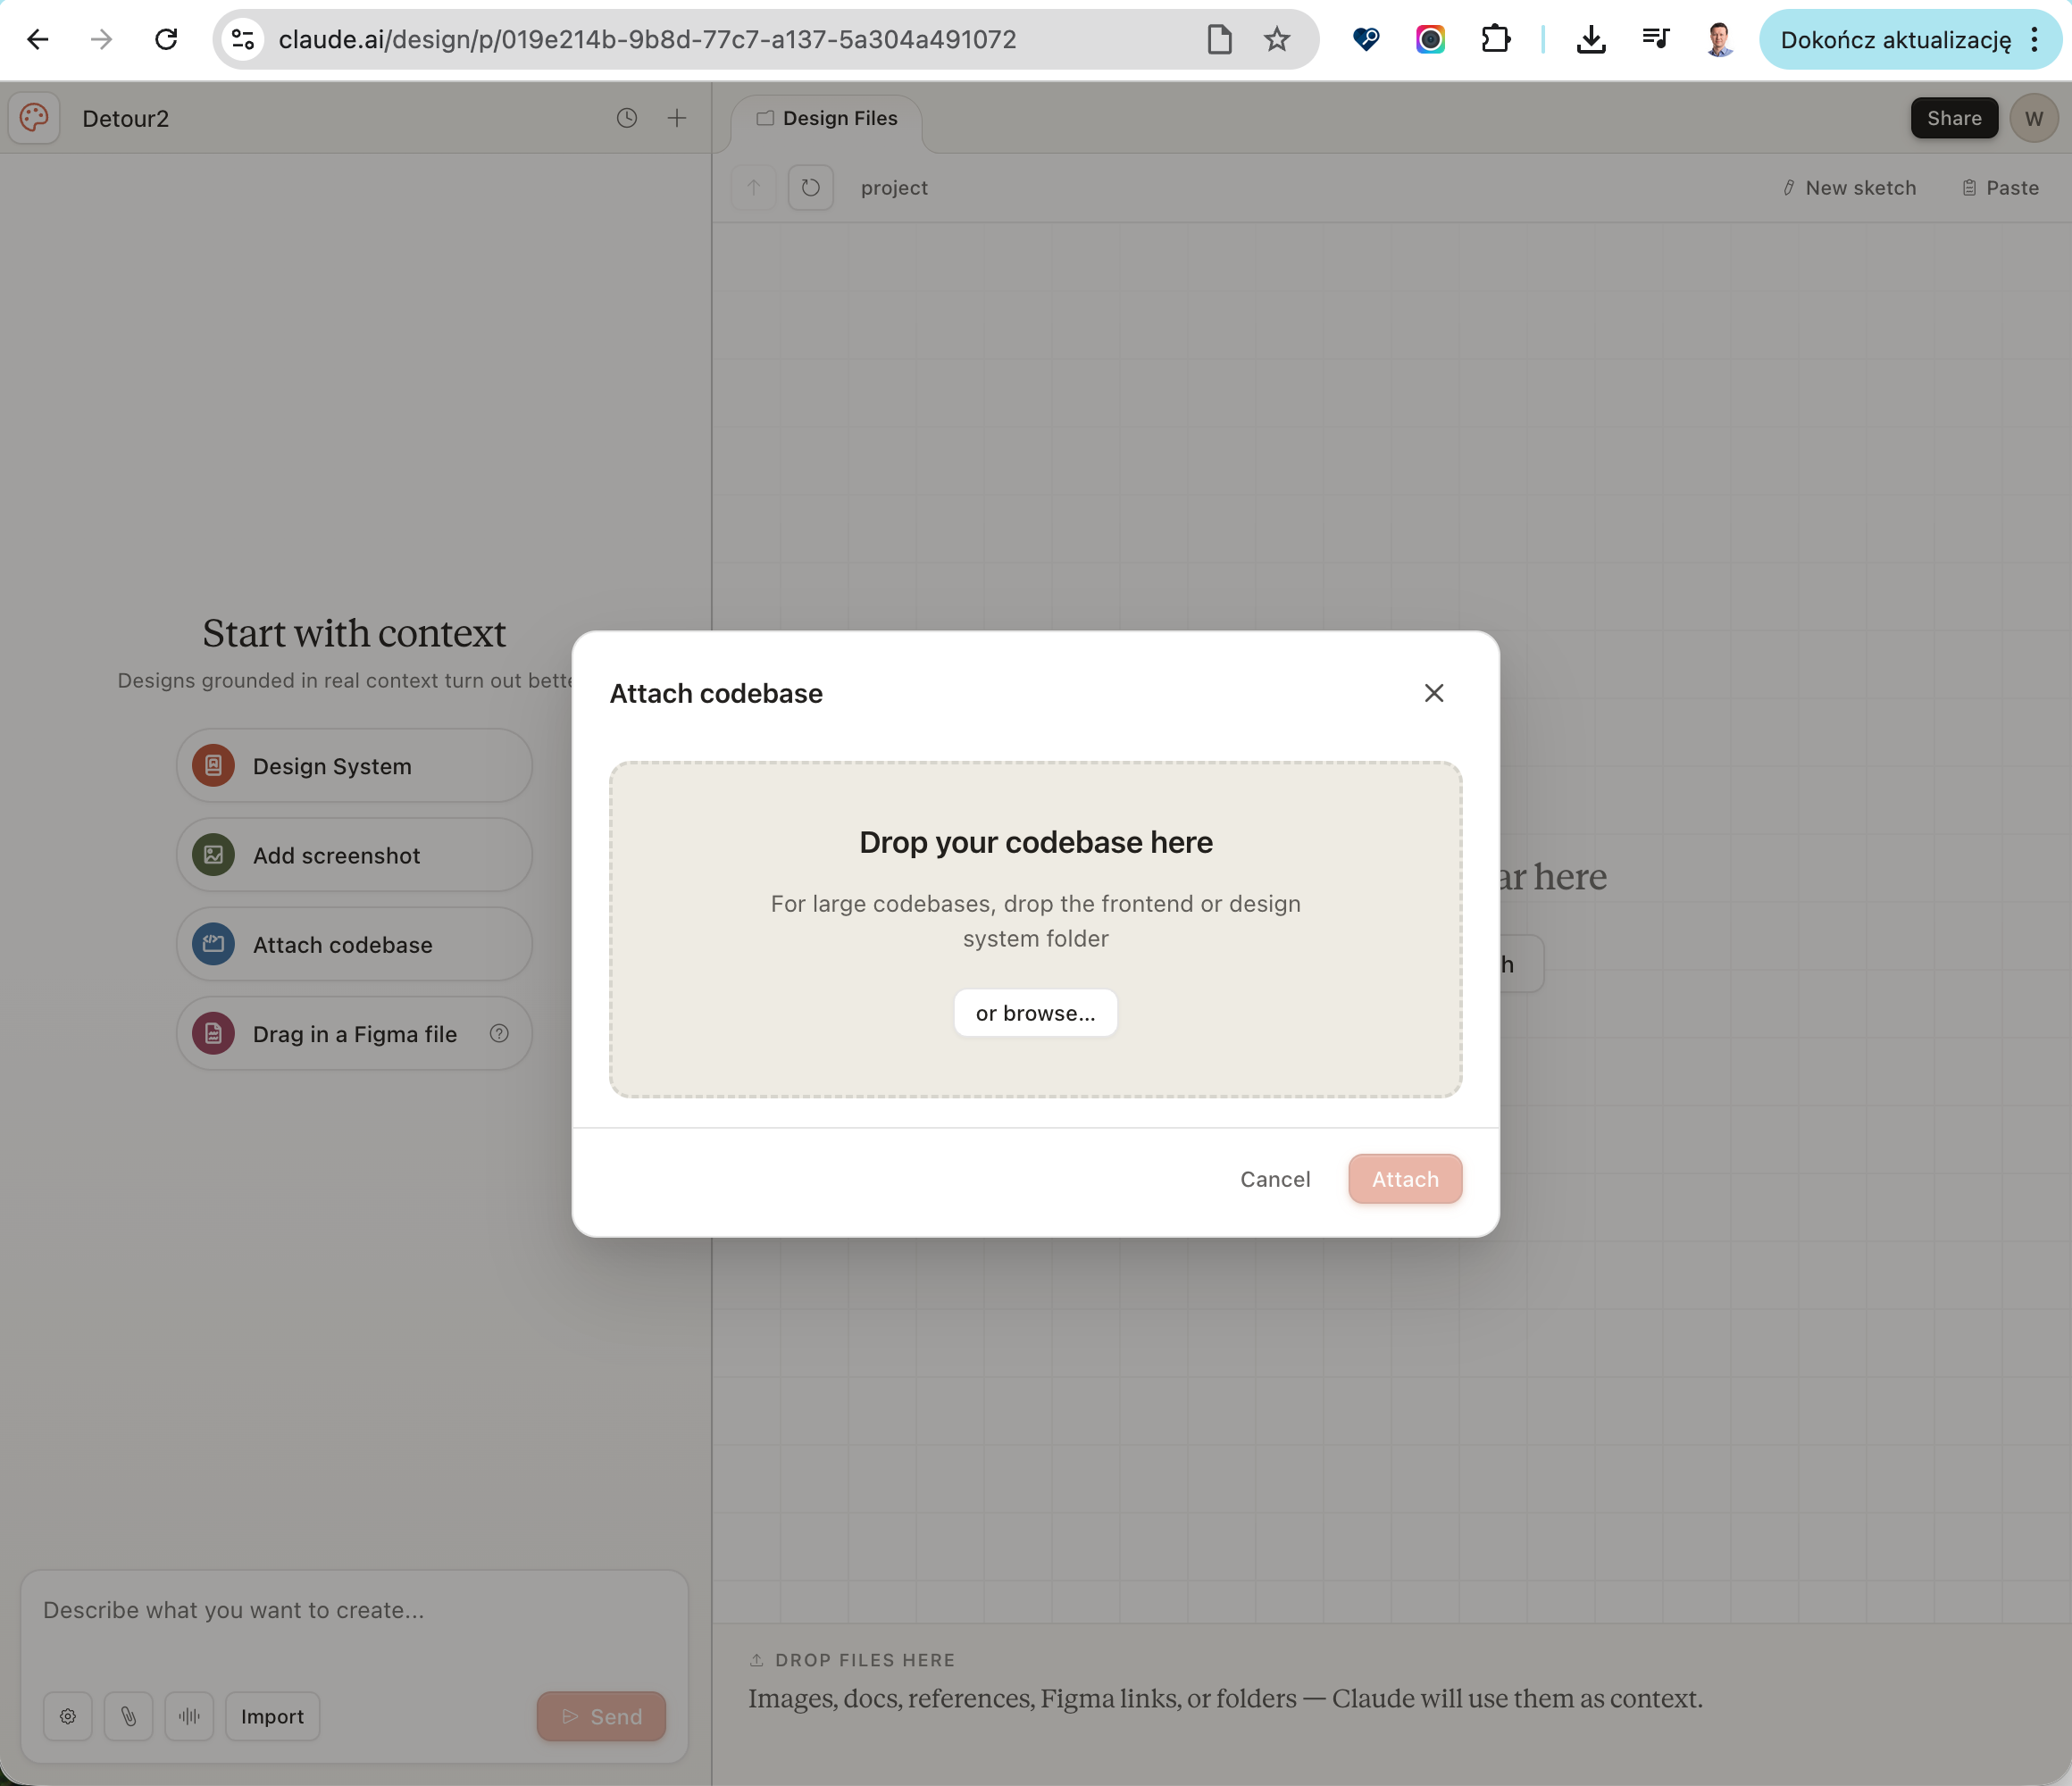 claude.ai/design/p/019e214b-9b8d-77c7-a137-5a304a491072
Dokończ aktualizację
Detour2
Design Files
Share
W
project
New sketch
Paste
Start with context
Designs grounded in real context turn out
Design System
Add screenshot
Attach codebase
Drag in a Figma file
Attach codebase
Drop your codebase here
For large codebases, drop the frontend or design
system folder
or browse...
Cancel
Attach
here
Describe what you want to create...
Import
Send
DROP FILES HERE
Images, docs, references, Figma links, or folders — Claude will use them as context.